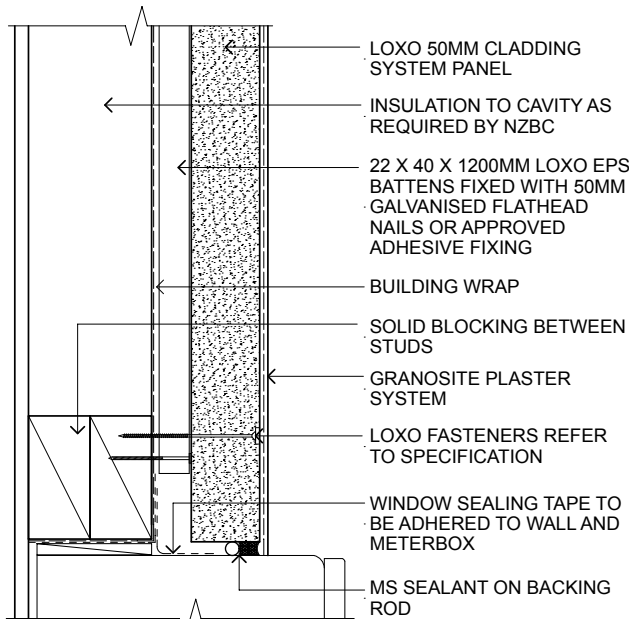 LOXO 50MM CLADDING
SYSTEM PANEL
INSULATION TO CAVITY AS
REQUIRED BY NZBC
22 X 40 X 1200MM LOXO EPS
BATTENS FIXED WITH 50MM
GALVANISED FLATHEAD
NAILS OR APPROVED
ADHESIVE FIXING
BUILDING WRAP
SOLID BLOCKING BETWEEN
STUDS
GRANOSITE PLASTER
SYSTEM
LOXO FASTENERS REFER
TO SPECIFICATION
WINDOW SEALING TAPE TO
BE ADHERED TO WALL AND
METERBOX
MS SEALANT ON BACKING
ROD